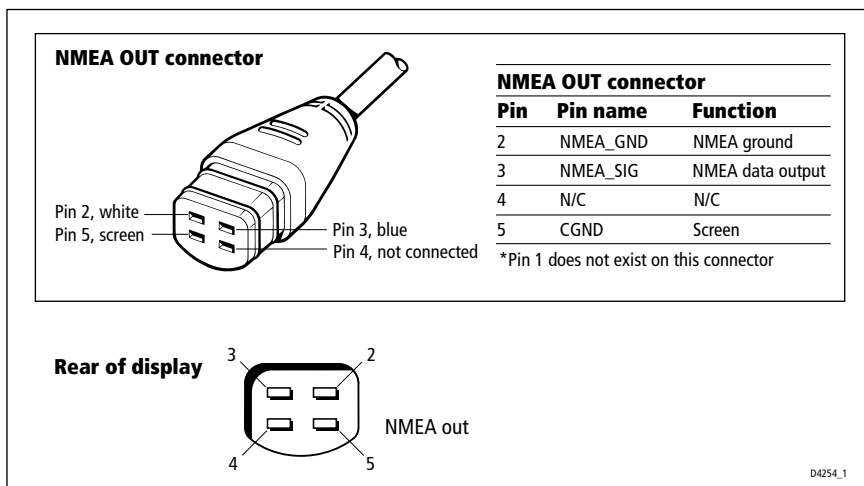 NMEA OUT connector
Pin 2, white
Pin 5, screen
Pin 3, blue
Pin 4, not connected
NMEA OUT connector
Pin Pin name Function
2 NMEA_GND NMEA ground
3 NMEA_SIG NMEA data output
4 N/C N/C
5 CGND Screen
*Pin 1 does not exist on this connector
Rear of display
3 2
4 5
NMEA out
D4254_1